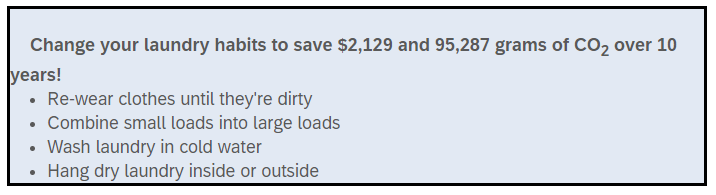 Change your laundry habits to save $2,129 and 95,287 grams of CO₂ over 10
years!
• Re-wear clothes until they're dirty
• Combine small loads into large loads
• Wash laundry in cold water
• Hang dry laundry inside or outside